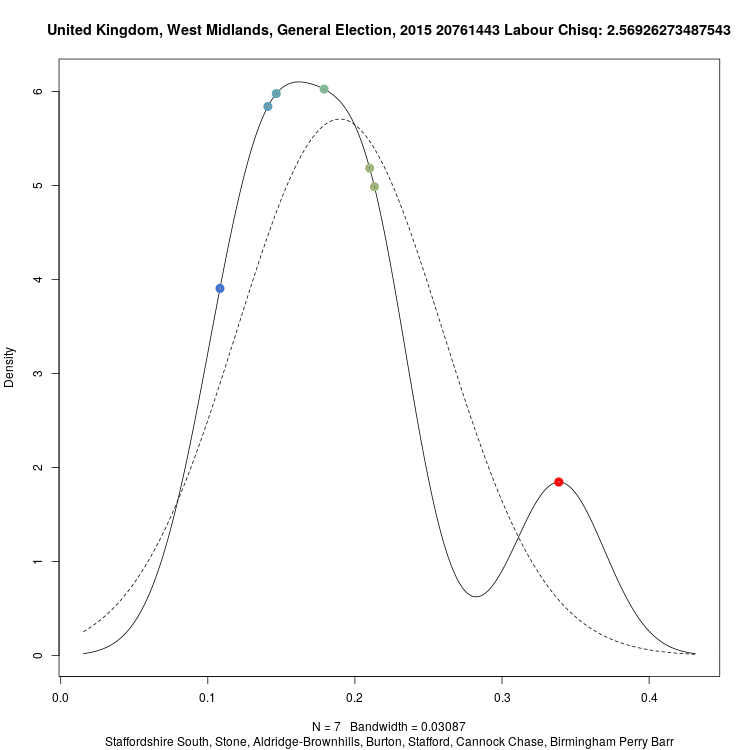 United Kingdom, West Midlands, General Election, 2015 20761443 Labour Chisq: 2.56926273487543
6
5
4
3
2
1
0
Density
0.0 0.1 0.2 0.3 0.4
N = 7 Bandwidth = 0.03087
Staffordshire South, Stone, Aldridge-Brownhills, Burton, Stafford, Cannock Chase, Birmingham Perry Barr